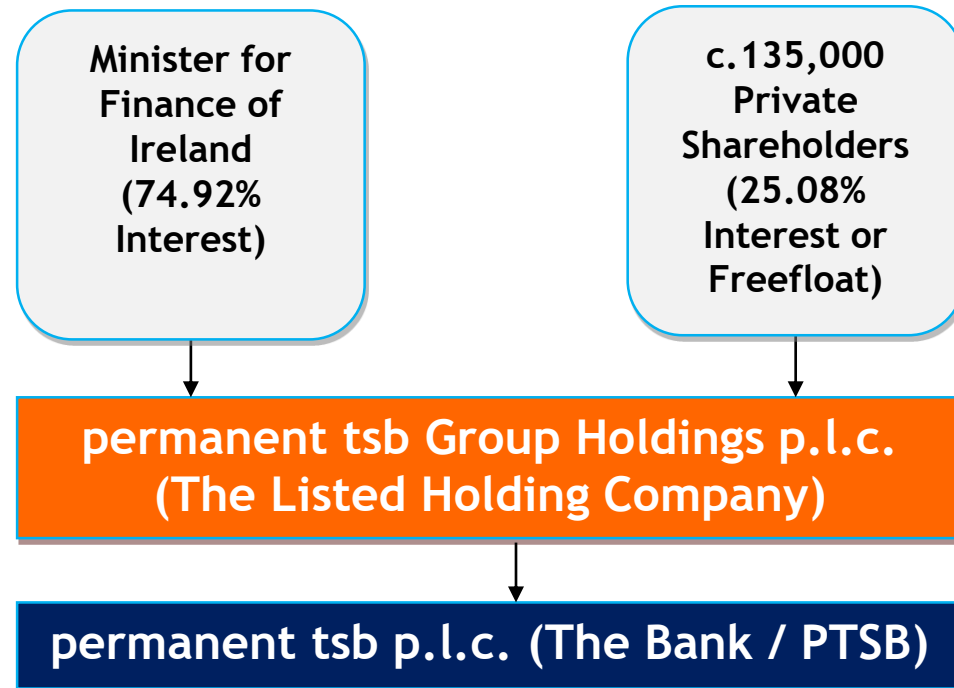 Minister for
Finance of
Ireland
(74.92%
Interest)
c.135,000
Private
Shareholders
(25.08%
Interest or
Freefloat)
permanent tsb Group Holdings p.l.c.
(The Listed Holding Company)
permanent tsb p.l.c. (The Bank / PTSB)